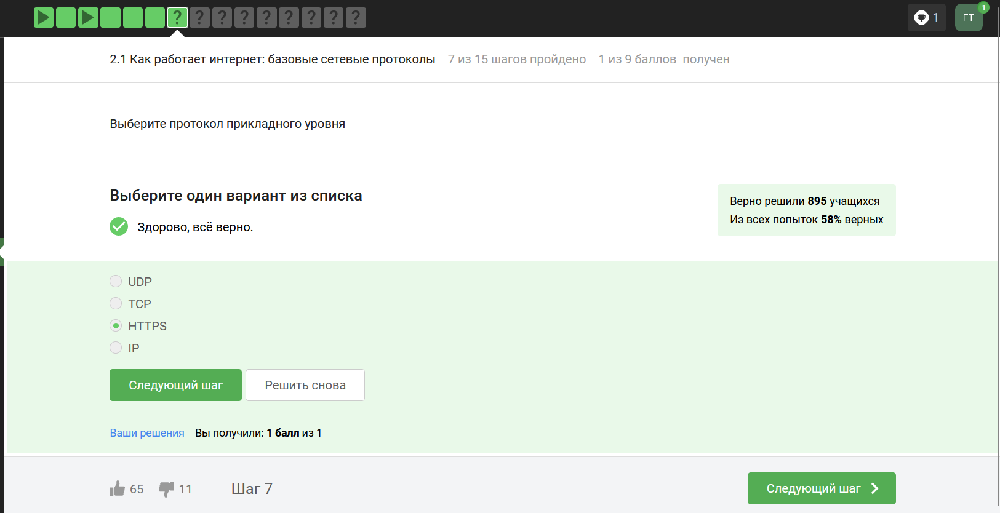 ? ? ? ? ? ? ? ? ?
1
ГТ
1
2.1 Как работает интернет: базовые сетевые протоколы 7 из 15 шагов пройдено 1 из 9 баллов получен
Выберите протокол прикладного уровня
Выберите один вариант из списка
Здорово, всё верно.
Верно решили 895 учащихся
Из всех попыток 58% верных
UDP
TCP
HTTPS
IP
Следующий шаг
Решить снова
Ваши решения Вы получили: 1 балл из 1
65 11 Шаг 7
Следующий шаг